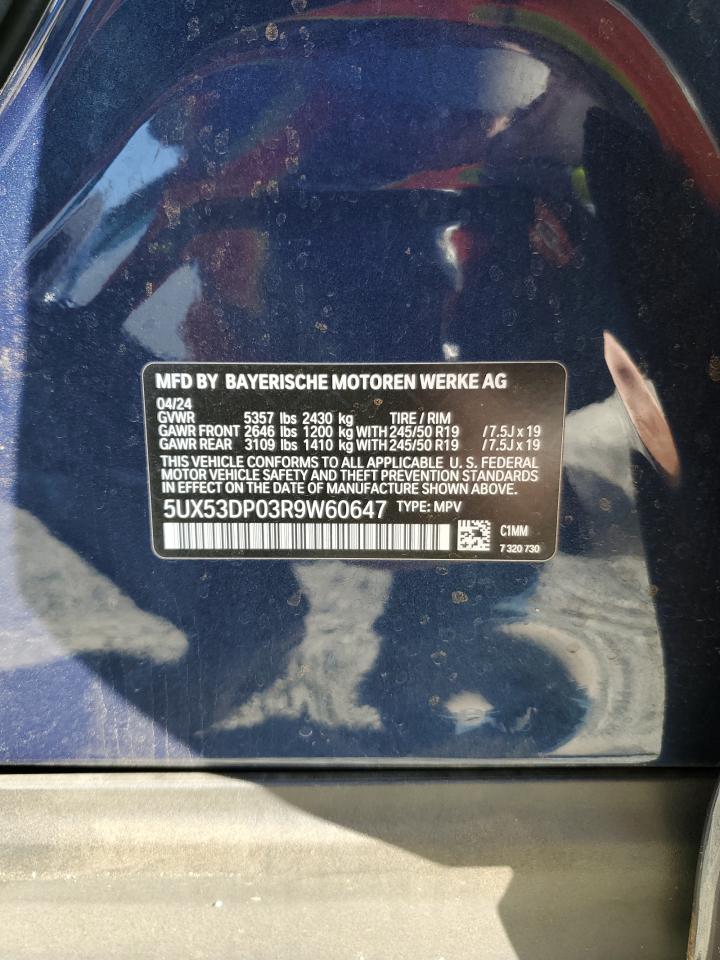 MFD BY BAYERISCHE MOTOREN WERKE AG
04/24
GVWR 5357 lbs 2430 kg TIRE / RIM
GAWR FRONT 2646 lbs 1200 kg WITH 245/50 R19 / 7.5J x 19
GAWR REAR 3109 lbs 1410 kg WITH 245/50 R19 / 7.5J x 19
THIS VEHICLE CONFORMS TO ALL APPLICABLE U. S. FEDERAL
MOTOR VEHICLE SAFETY AND THEFT PREVENTION STANDARDS
IN EFFECT ON THE DATE OF MANUFACTURE SHOWN ABOVE.
5UX53DP03R9W60647 TYPE: MPV
C1MM
7 320 730